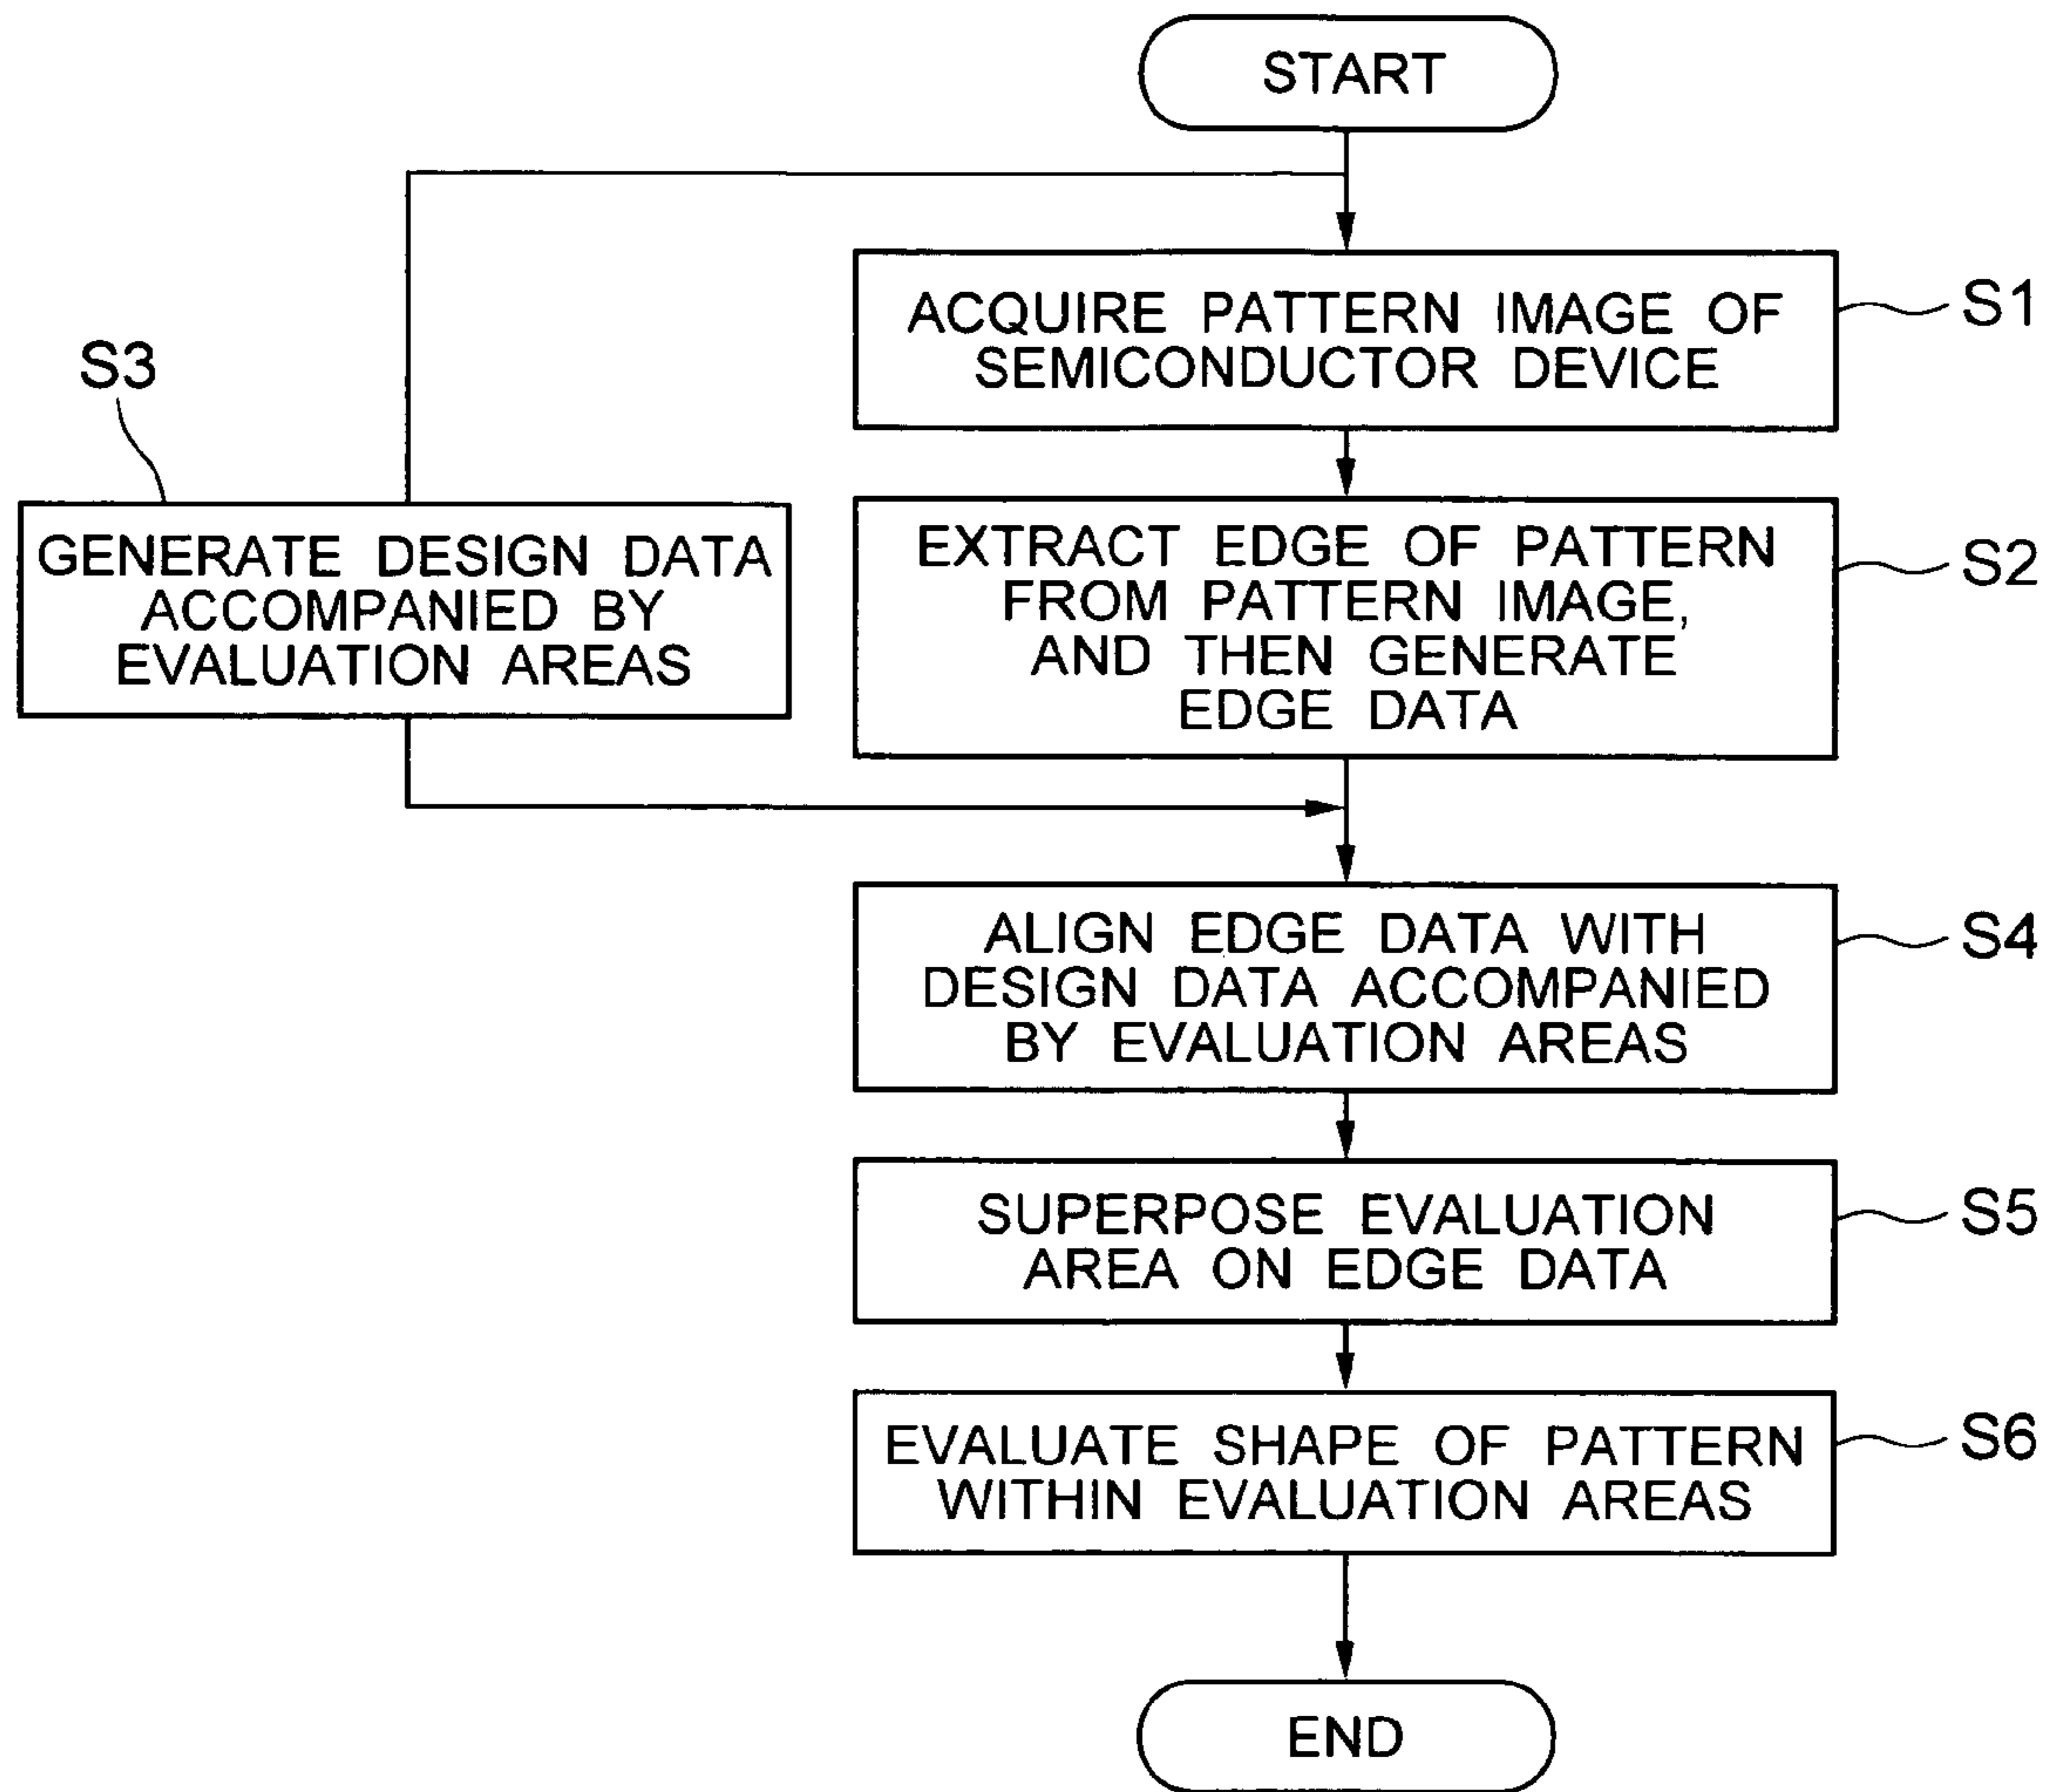 START
ACQUIRE PATTERN IMAGE OF
SEMICONDUCTOR DEVICE
S1
S3
GENERATE DESIGN DATA
ACCOMPANIED BY
EVALUATION AREAS
EXTRACT EDGE OF PATTERN
FROM PATTERN IMAGE,
AND THEN GENERATE
EDGE DATA
S2
ALIGN EDGE DATA WITH
DESIGN DATA ACCOMPANIED
BY EVALUATION AREAS
S4
SUPERPOSE EVALUATION
AREA ON EDGE DATA
S5
EVALUATE SHAPE OF PATTERN
WITHIN EVALUATION AREAS
S6
END